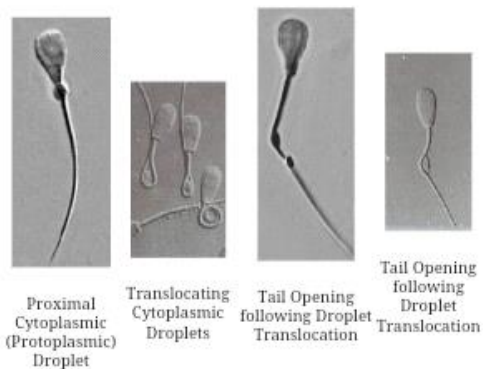 Proximal
Cytoplasmic
(Protoplasmic)
Droplet
Translocating
Cytoplasmic
Droplets
Tail Opening
following Droplet
Translocation
Tail Opening
following
Droplet
Translocation